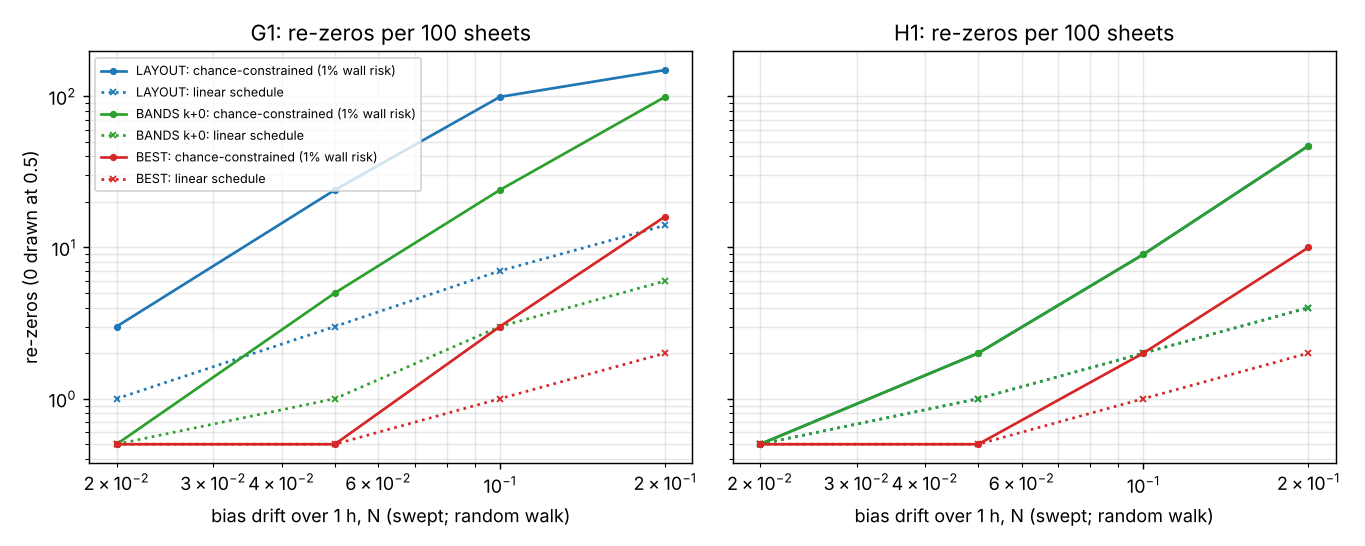 G1: re-zeros per 100 sheets
H1: re-zeros per 100 sheets
LAYOUT: chance-constrained (1% wall risk)
LAYOUT: linear schedule
BANDS k+0: chance-constrained (1% wall risk)
BANDS k+0: linear schedule
BEST: chance-constrained (1% wall risk)
BEST: linear schedule
re-zeros (0 drawn at 0.5)
10²
10¹
10⁰
2 × 10⁻² 3 × 10⁻² 4 × 10⁻² 6 × 10⁻² 10⁻¹ 2 × 10⁻¹
2 × 10⁻² 3 × 10⁻² 4 × 10⁻² 6 × 10⁻² 10⁻¹ 2 × 10⁻¹
bias drift over 1 h, N (swept; random walk)
bias drift over 1 h, N (swept; random walk)